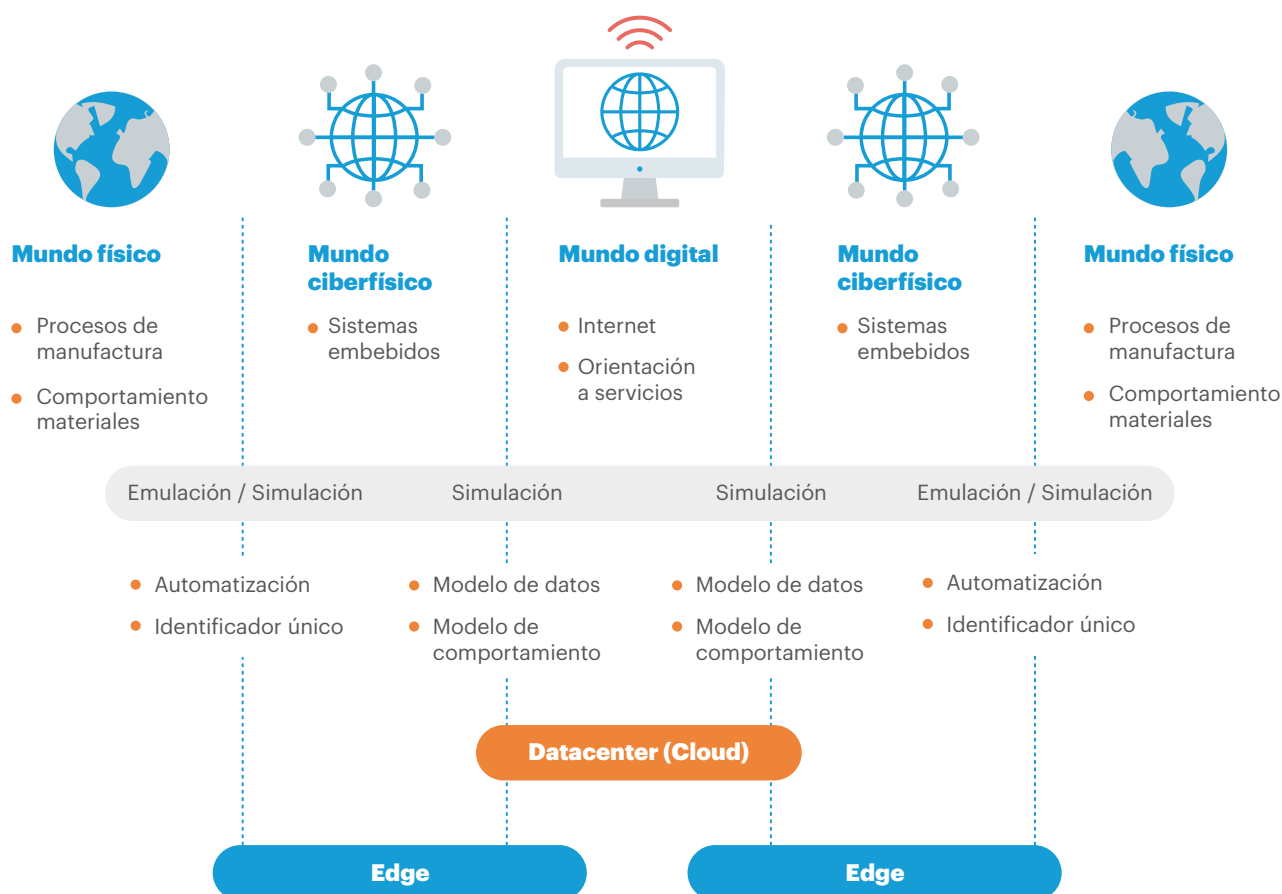 Mundo físico
Procesos de
manufactura
Comportamiento
materiales
Mundo
ciberfísico
Sistemas
embebidos
Mundo digital
Internet
Orientación
a servicios
Mundo
ciberfísico
Sistemas
embebidos
Mundo físico
Procesos de
manufactura
Comportamiento
materiales
Emulación / Simulación
Simulación
Simulación
Emulación / Simulación
Automatización
Identificador único
Modelo de datos
Modelo de
comportamiento
Modelo de datos
Modelo de
comportamiento
Automatización
Identificador único
Datacenter (Cloud)
Edge
Edge